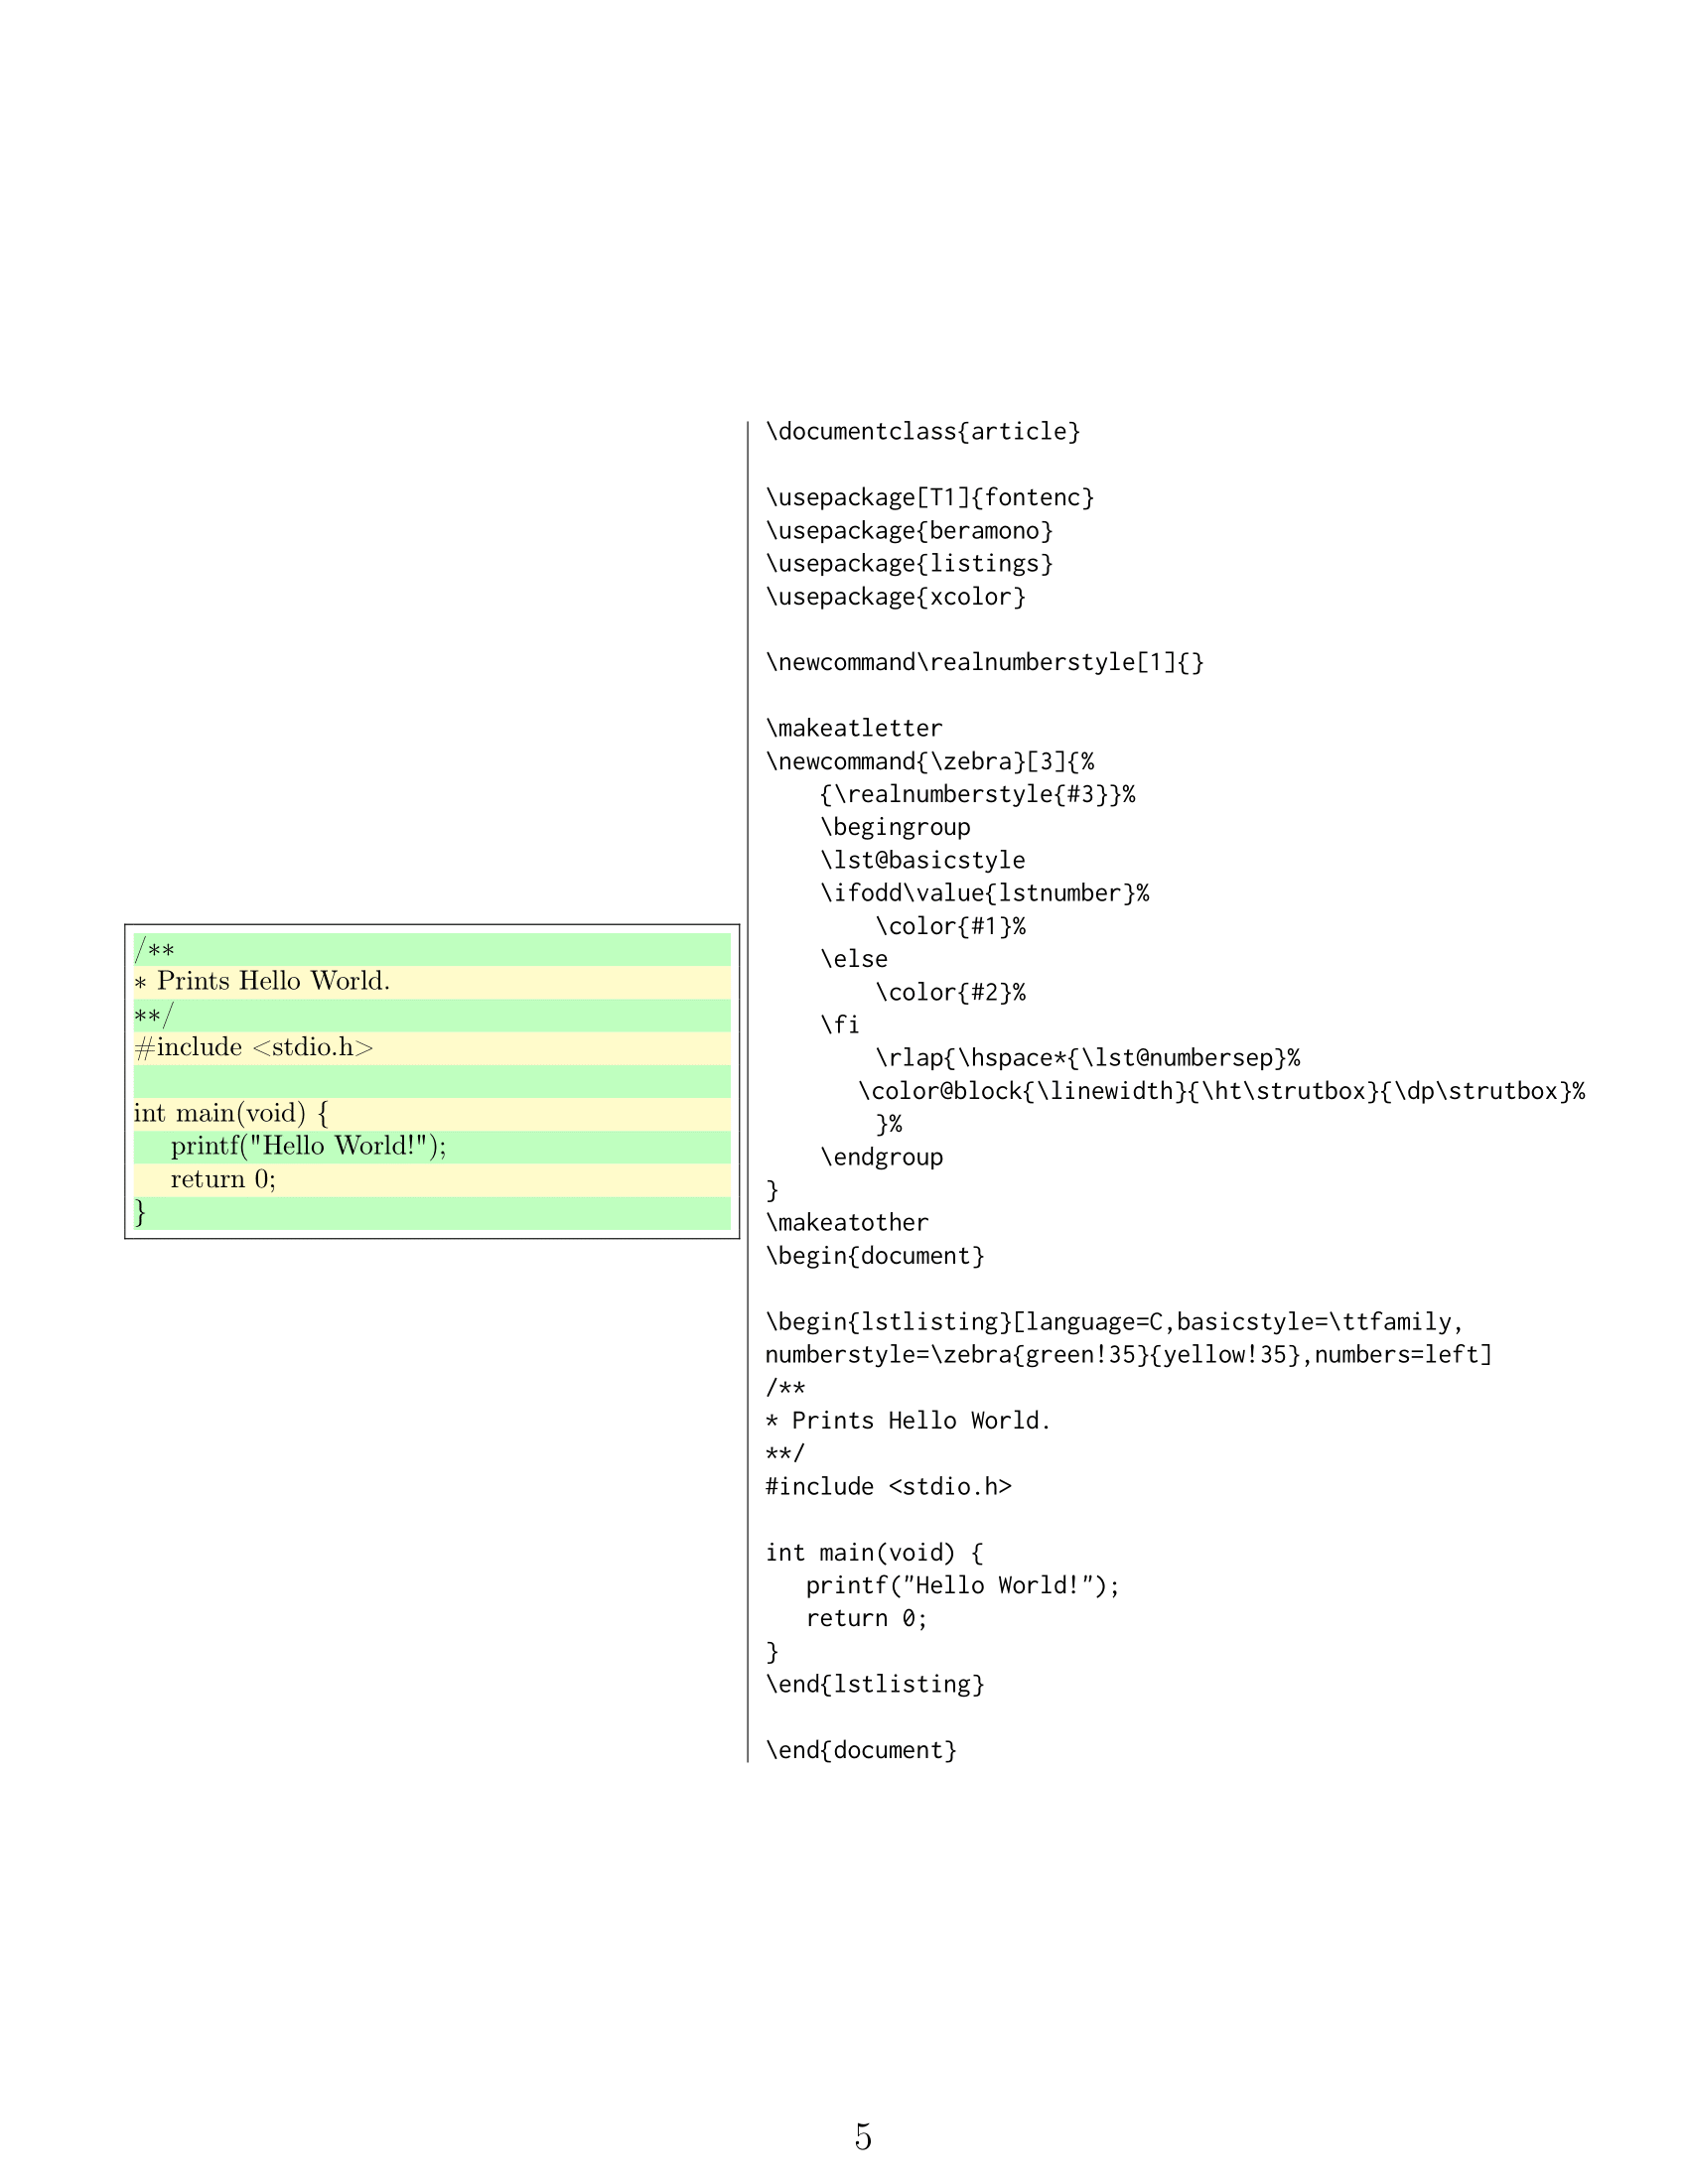 /**
* Prints Hello World.
**/
#include <stdio.h>

int main(void) {
    printf("Hello World!");
    return 0;
}
\documentclass{article}

\usepackage[T1]{fontenc}
\usepackage{beramono}
\usepackage{listings}
\usepackage{xcolor}

\newcommand\realnumberstyle[1]{}

\makeatletter
\newcommand{\zebra}[3]{%
    {\realnumberstyle{#3}}%
    \begingroup
    \lst@basicstyle
    \ifodd\value{lstnumber}%
        \color{#1}%
    \else
        \color{#2}%
    \fi
        \rlap{\hspace*{\lst@numbersep}%
       \color@block{\linewidth}{\ht\strutbox}{\dp\strutbox}%
        }%
    \endgroup
}
\makeatother
\begin{document}

\begin{lstlisting}[language=C,basicstyle=\ttfamily,
numberstyle=\zebra{green!35}{yellow!35},numbers=left]
/**
* Prints Hello World.
**/
#include <stdio.h>

int main(void) {
   printf("Hello World!");
   return 0;
}
\end{lstlisting}

\end{document}
5